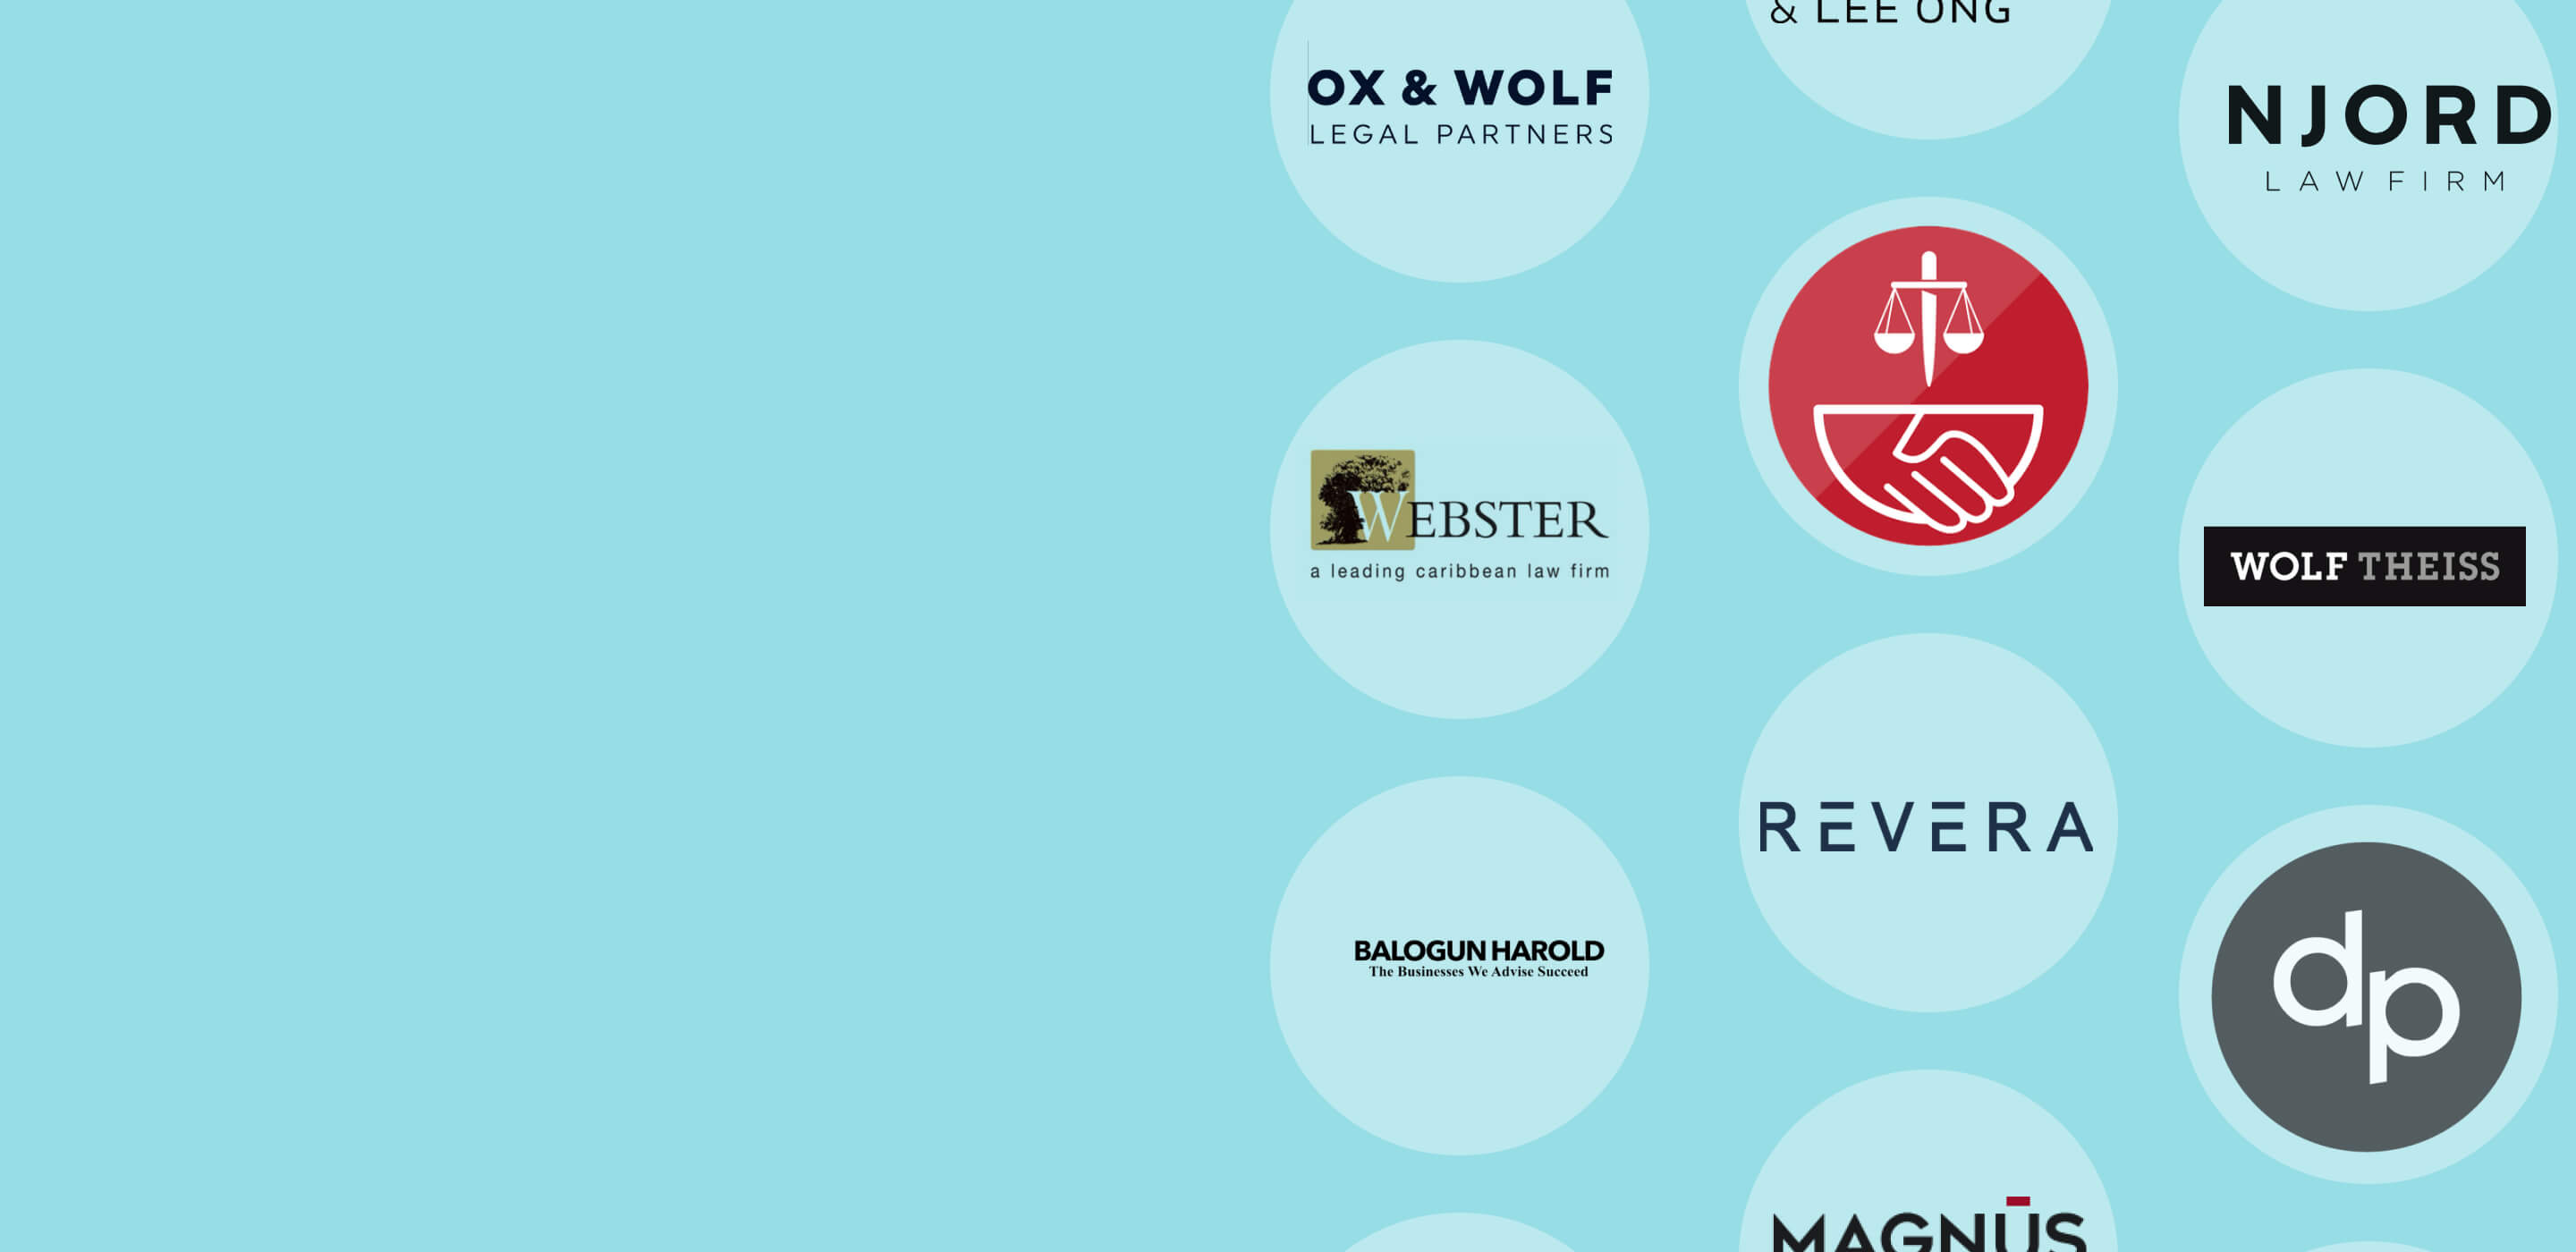 OX & WOLF
LEGAL PARTNERS
WEBSTER
a leading caribbean law firm
BALOGUN HAROLD
The Businesses We Advise Succeed
& LEE ONG
REVERA
MAGNŪS
NJORD
LAW FIRM
WOLF THEISS
dp